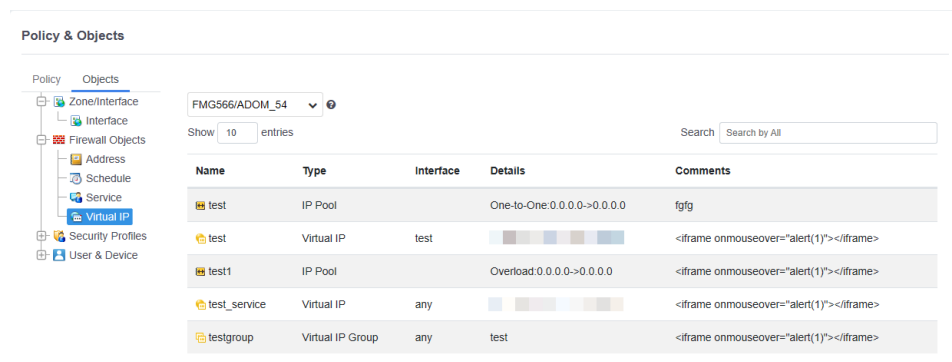 Policy & Objects
Policy Objects
Zone/Interface
Interface
Firewall Objects
Address
Schedule
Service
Virtual IP
Security Profiles
User & Device
FMG566/ADOM_54
Show 10 entries Search Search by All
Name Type Interface Details Comments
test IP Pool One-to-One:0.0.0.0->0.0.0.0 fgfg
test Virtual IP test <iframe onmouseover="alert(1)"></iframe>
test1 IP Pool Overload:0.0.0.0->0.0.0.0 <iframe onmouseover="alert(1)"></iframe>
test_service Virtual IP any <iframe onmouseover="alert(1)"></iframe>
testgroup Virtual IP Group any test <iframe onmouseover="alert(1)"></iframe>